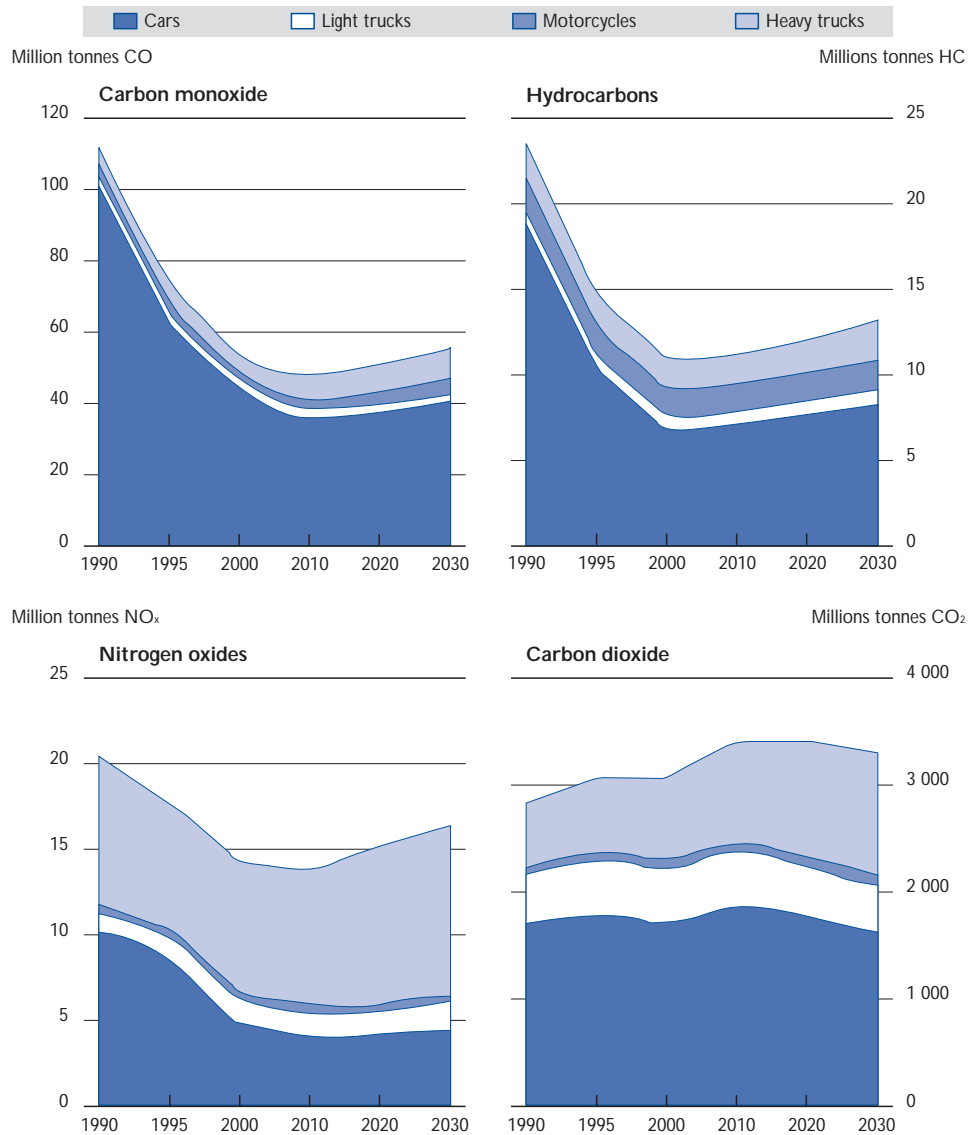 Cars Light trucks Motorcycles Heavy trucks
Million tonnes CO Millions tonnes HC
Carbon monoxide
120
100
80
60
40
20
0
1990 1995 2000 2010 2020 2030
Hydrocarbons
25
20
15
10
5
0
1990 1995 2000 2010 2020 2030
Million tonnes NOx Millions tonnes CO2
Nitrogen oxides
25
20
15
10
5
0
1990 1995 2000 2010 2020 2030
Carbon dioxide
4 000
3 000
2 000
1 000
0
1990 1995 2000 2010 2020 2030